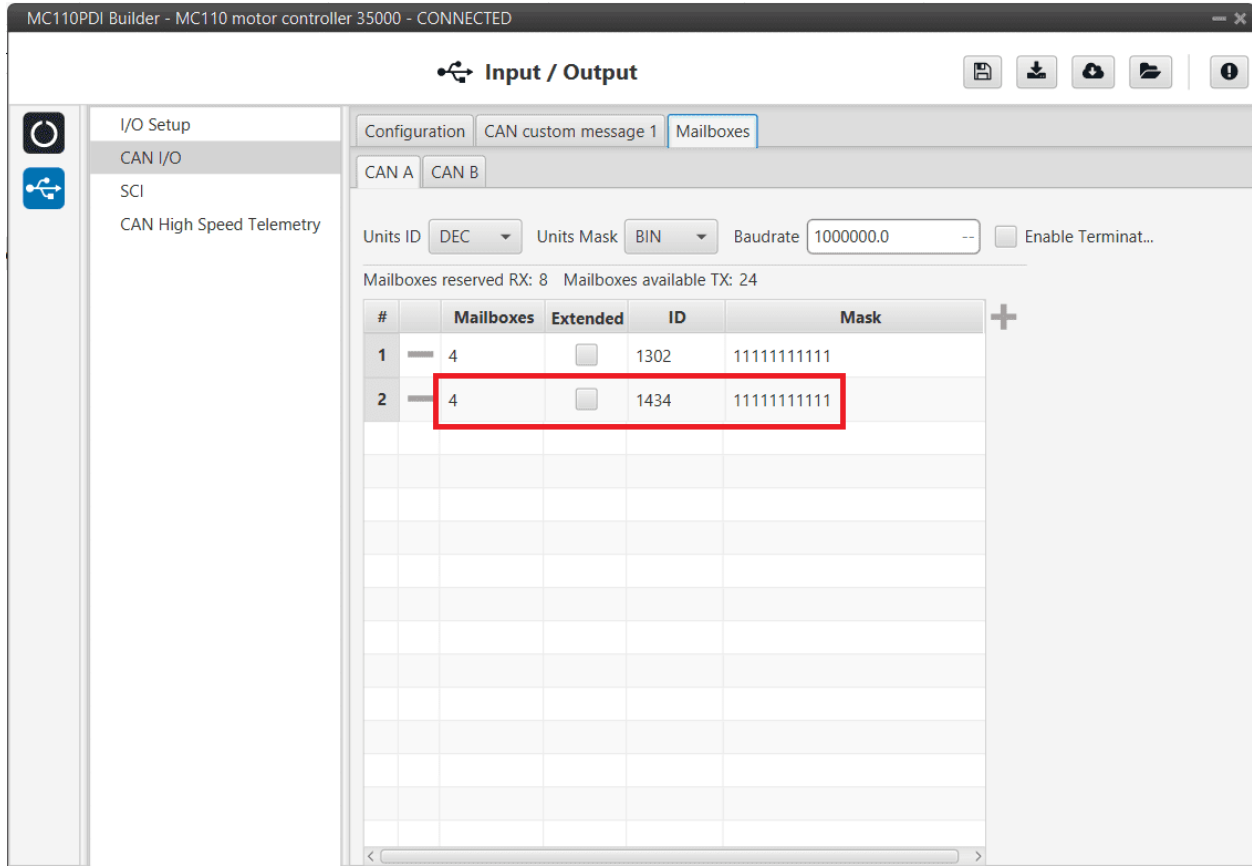 MC110PDI Builder - MC110 motor controller 35000 - CONNECTED
Input / Output
I/O Setup
CAN I/O
SCI
CAN High Speed Telemetry
Configuration CAN custom message 1 Mailboxes
CAN A CAN B
Units ID DEC Units Mask BIN Baudrate 1000000.0 -- Enable Terminat...
Mailboxes reserved RX: 8 Mailboxes available TX: 24
# Mailboxes Extended ID Mask
1 4 1302 11111111111
2 4 1434 11111111111